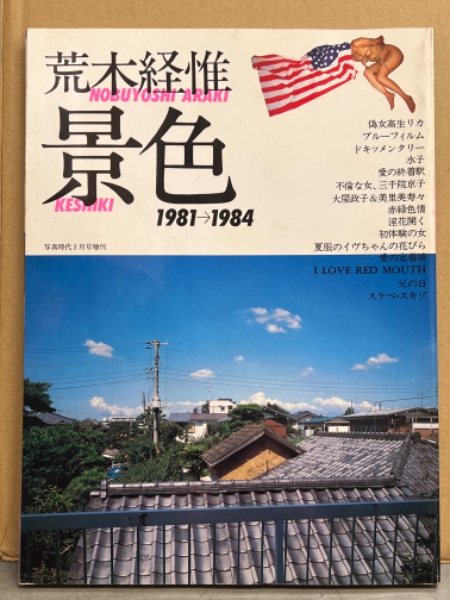 荒木経惟
NOBUYOSHI ARAKI
景色
KESHIKI
1981→1984
写真時代3月号増刊
偽女高生リカ
ブルーフィルム
ドキッメンタリー
水子
愛の終着駅
不倫な女、三千院京子
大屎政子&美里美寿々
赤緑色情
淫花開く
初体験の女
夏服のイヴちゃんの花びら
愛の定着液
I LOVE RED MOUTH
父の日
スケベ・スキゾ